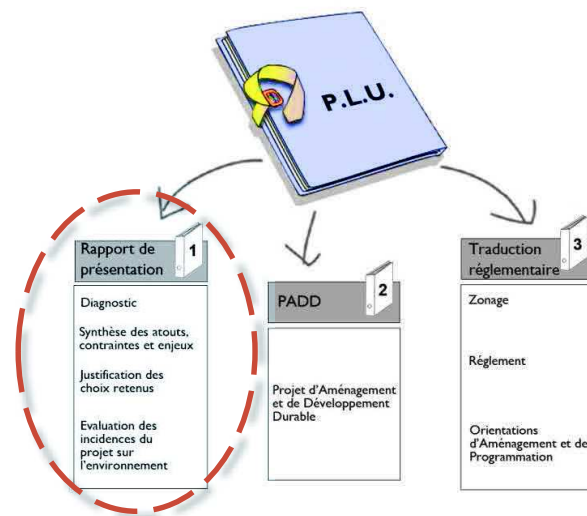 P.L.U.
Rapport de
présentation
1
Diagnostic
Synthèse des atouts,
contraintes et enjeux
Justification des
choix retenus
Evaluation des
incidences du
projet sur
l'environnement
PADD
2
Projet d'Aménagement
et de Développement
Durable
Traduction
réglementaire
3
Zonage
Réglement
Orientations
d'Aménagement et de
Programmation